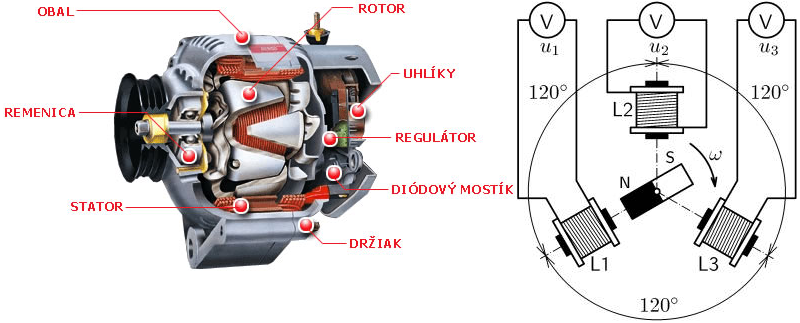 OBAL
ROTOR
UHLÍKY
REMENICA
REGULÁTOR
DIÓDOVÝ MOSTÍK
STATOR
DRŽIAK
V
V
V
u1
u2
u3
120°
120°
L2
S
ω
N
L1
L3
120°